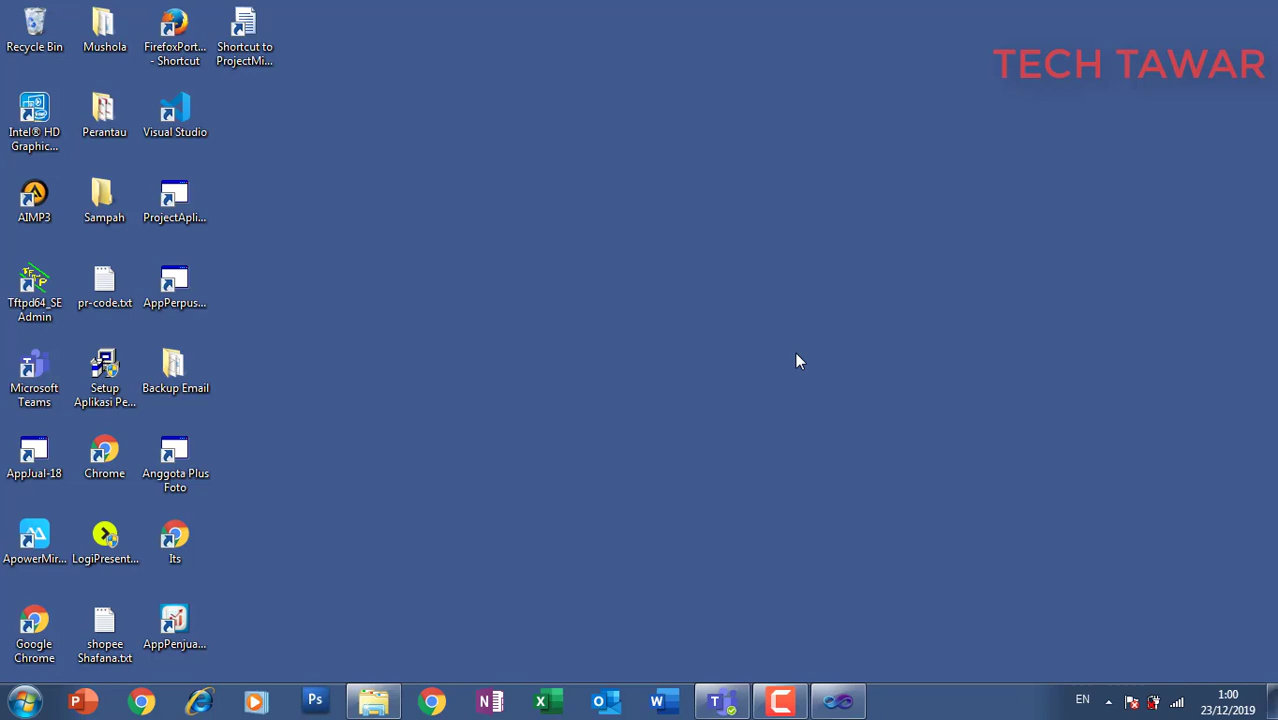 TECH TAWAR
Recycle Bin
Mushola
FirefoxPort...
- Shortcut
Shortcut to
ProjectMi...
Intel® HD
Graphic...
Perantau
Visual Studio
AIMP3
Sampah
ProjectApli...
Tftpd64_SE
Admin
pr-code.txt
AppPerpus...
Microsoft
Teams
Setup
Aplikasi Pe...
Backup Email
AppJual-18
Chrome
Anggota Plus
Foto
ApowerMir...
LogiPresent...
Its
Google
Chrome
shopee
Shafana.txt
AppPenjua...
Ps
EN
1:00
23/12/2019